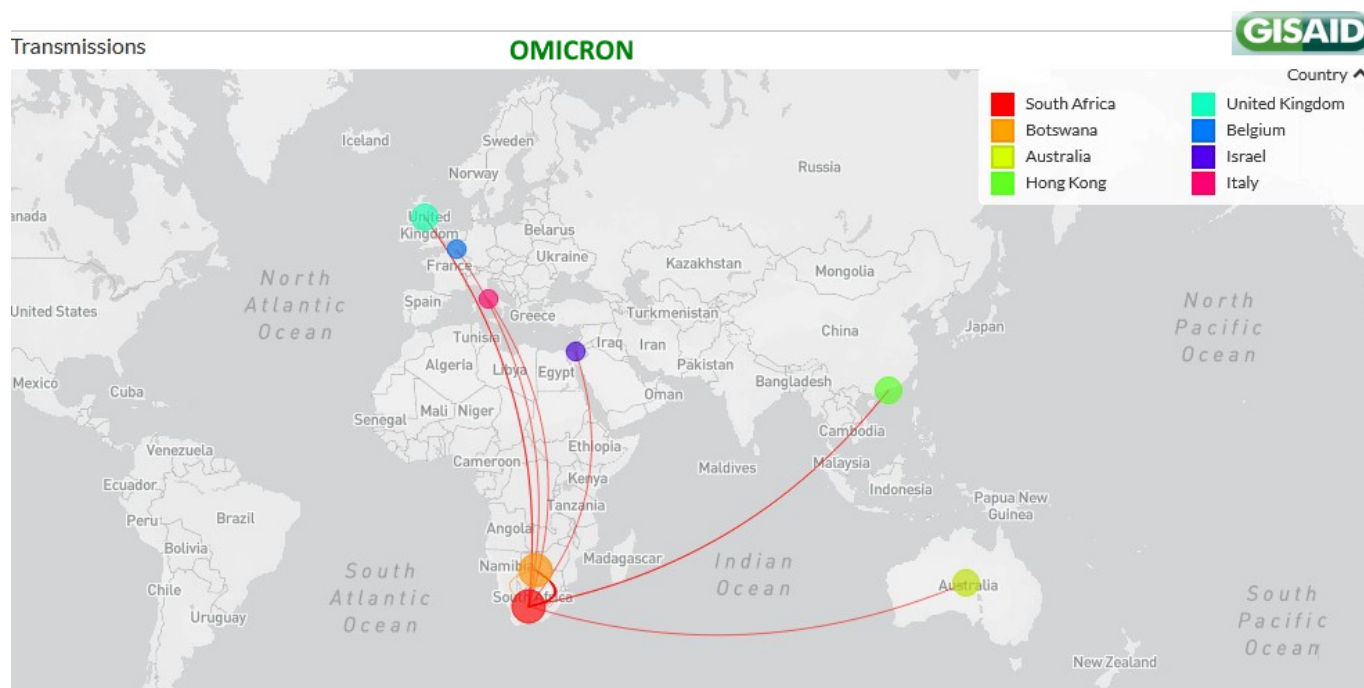 Transmissions
OMICRON
GISAID
Country
South Africa
Botswana
Australia
Hong Kong
United Kingdom
Belgium
Israel
Italy
Iceland
Sweden
Norway
Russia
anada
United
Kingdom
Belarus
Ukraine
France
Kazakhstan
Mongolia
North
Atlantic
Ocean
United States
Spain
Greece
Turkmenistan
China
Japan
North
Pacific
Ocean
Tunisia
Iraq
Iran
Algeria
Libya
Egypt
Pakistan
Mexico
Cuba
Bangladesh
Oman
Senegal
Mali
Niger
Cambodia
Venezuela
Ethiopia
Cameroon
Maldives
Malaysia
Ecuador
Kenya
Indonesia
Papua New
Guinea
Tanzania
Peru
Brazil
Angola
Bolivia
Namibia
Madagascar
Indian
Ocean
South
Atlantic
Ocean
Chile
South Africa
Australia
Uruguay
South
Pacific
Ocean
New Zealand